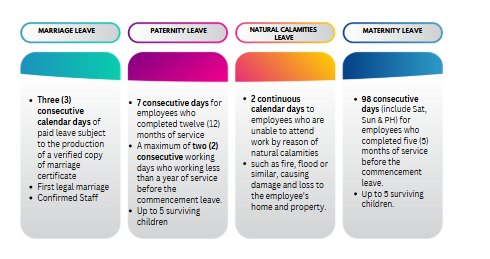 MARRIAGE LEAVE
• Three (3)
consecutive
calendar days of
paid leave subject
to the production
of a verified copy
of marriage
certificate
• First legal marriage
• Confirmed Staff
PATERNITY LEAVE
• 7 consecutive days for
employees who
completed twelve (12)
months of service
• A maximum of two (2)
consecutive working
days who working less
than a year of service
before the
commencement leave.
• Up to 5 surviving
children
NATURAL CALAMITIES
LEAVE
• 2 continuous
calendar days to
employees who are
unable to attend
work by reason of
natural calamities
• such as fire, flood or
similar, causing
damage and loss to
the employee's
home and property.
MATERNITY LEAVE
• 98 consecutive
days (include Sat,
Sun & PH) for
employees who
completed five (5)
months of service
before the
commencement
leave.
• Up to 5 surviving
children.